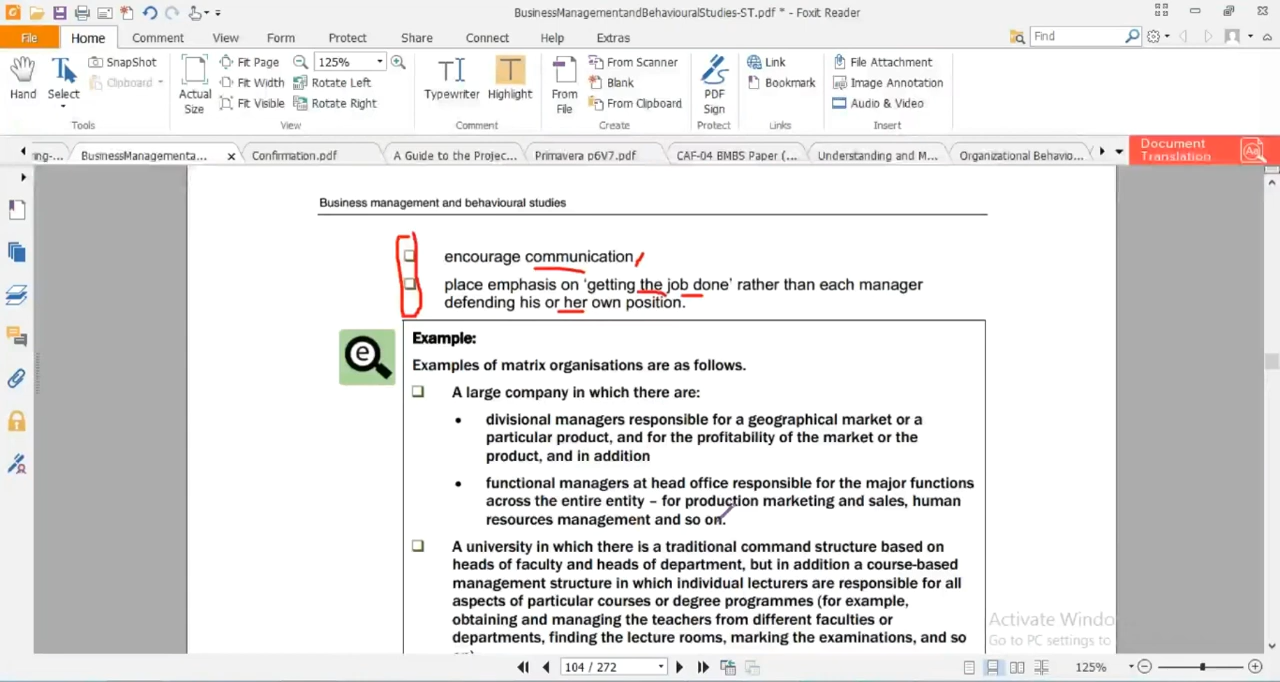 BusinessManagementandBehaviouralStudies-ST.pdf * - Foxit Reader
File Home Comment View Form Protect Share Connect Help Extras Find
Hand Select SnapShot Clipboard Actual Size Fit Page Fit Width Fit Visible 125% Rotate Left Rotate Right Typewriter Highlight From File From Scanner Blank From Clipboard PDF Sign Link Bookmark File Attachment Image Annotation Audio & Video
Tools View Comment Create Protect Links Insert
ng-... BusinessManagementa... x Confirmation.pdf A Guide to the Projec... Primavera p6V7.pdf CAF-04 BMBS Paper (... Understanding and M... Organizational Behavio... Document Translation
Business management and behavioural studies
encourage communication
place emphasis on ‘getting the job done’ rather than each manager
defending his or her own position.
Example:
Examples of matrix organisations are as follows.
A large company in which there are:
• divisional managers responsible for a geographical market or a
particular product, and for the profitability of the market or the
product, and in addition
• functional managers at head office responsible for the major functions
across the entire entity – for production marketing and sales, human
resources management and so on.
A university in which there is a traditional command structure based on
heads of faculty and heads of department, but in addition a course-based
management structure in which individual lecturers are responsible for all
aspects of particular courses or degree programmes (for example,
obtaining and managing the teachers from different faculties or
departments, finding the lecture rooms, marking the examinations, and so
Activate Windo
Go to PC settings to
104 / 272 125%